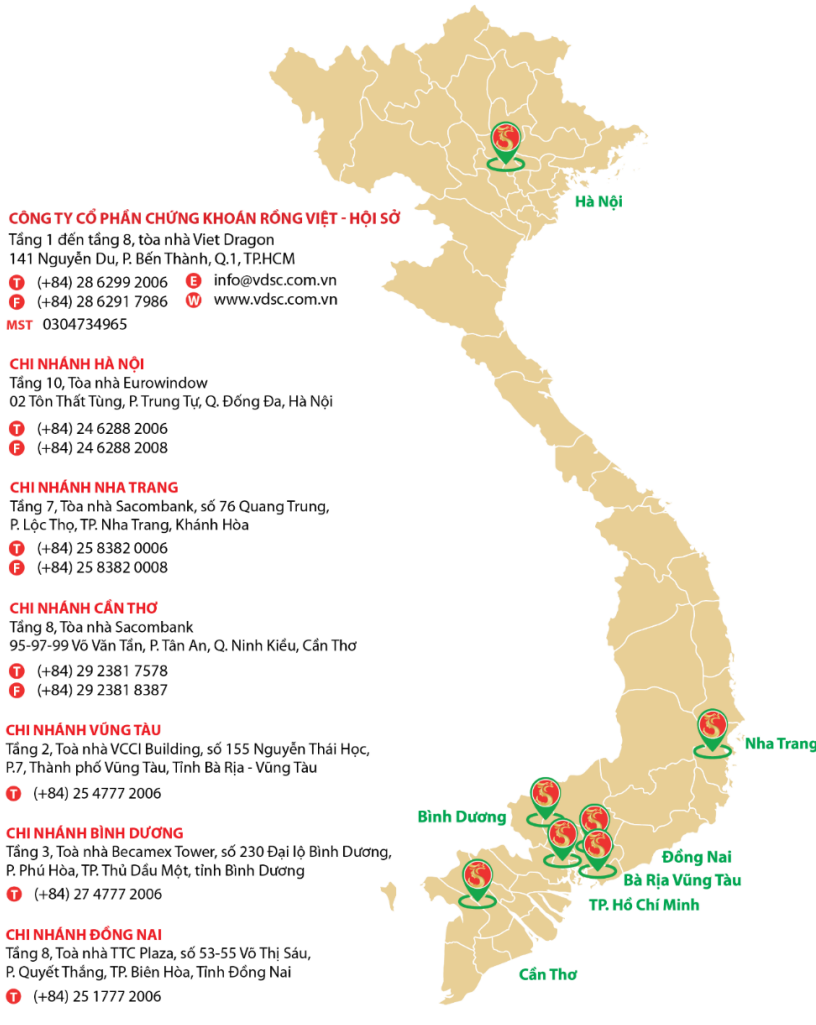 CÔNG TY CỔ PHẦN CHỨNG KHOÁN RỒNG VIỆT - HỘI SỞ
Tầng 1 đến tầng 8, tòa nhà Viet Dragon
141 Nguyễn Du, P. Bến Thành, Q.1, TP.HCM
T (+84) 28 6299 2006 E info@vdsc.com.vn
F (+84) 28 6291 7986 W www.vdsc.com.vn
MST 0304734965
CHI NHÁNH HÀ NỘI
Tầng 10, Tòa nhà Eurowindow
02 Tôn Thất Tùng, P. Trung Tự, Q. Đống Đa, Hà Nội
T (+84) 24 6288 2006
F (+84) 24 6288 2008
CHI NHÁNH NHA TRANG
Tầng 7, Tòa nhà Sacombank, số 76 Quang Trung,
P. Lộc Thọ, TP. Nha Trang, Khánh Hòa
T (+84) 25 8382 0006
F (+84) 25 8382 0008
CHI NHÁNH CẦN THƠ
Tầng 8, Tòa nhà Sacombank
95-97-99 Võ Văn Tần, P. Tân An, Q. Ninh Kiều, Cần Thơ
T (+84) 29 2381 7578
F (+84) 29 2381 8387
CHI NHÁNH VŨNG TÀU
Tầng 2, Toà nhà VCCI Building, số 155 Nguyễn Thái Học,
P.7, Thành phố Vũng Tàu, Tỉnh Bà Rịa - Vũng Tàu
T (+84) 25 4777 2006
CHI NHÁNH BÌNH DƯƠNG
Tầng 3, Toà nhà Becamex Tower, số 230 Đại lộ Bình Dương,
P. Phú Hòa, TP. Thủ Dầu Một, tỉnh Bình Dương
T (+84) 27 4777 2006
CHI NHÁNH ĐỒNG NAI
Tầng 8, Toà nhà TTC Plaza, số 53-55 Võ Thị Sáu,
P. Quyết Thắng, TP. Biên Hòa, Tỉnh Đồng Nai
T (+84) 25 1777 2006
Hà Nội
Nha Trang
Bình Dương
Đồng Nai
Bà Rịa Vũng Tàu
TP. Hồ Chí Minh
Cần Thơ